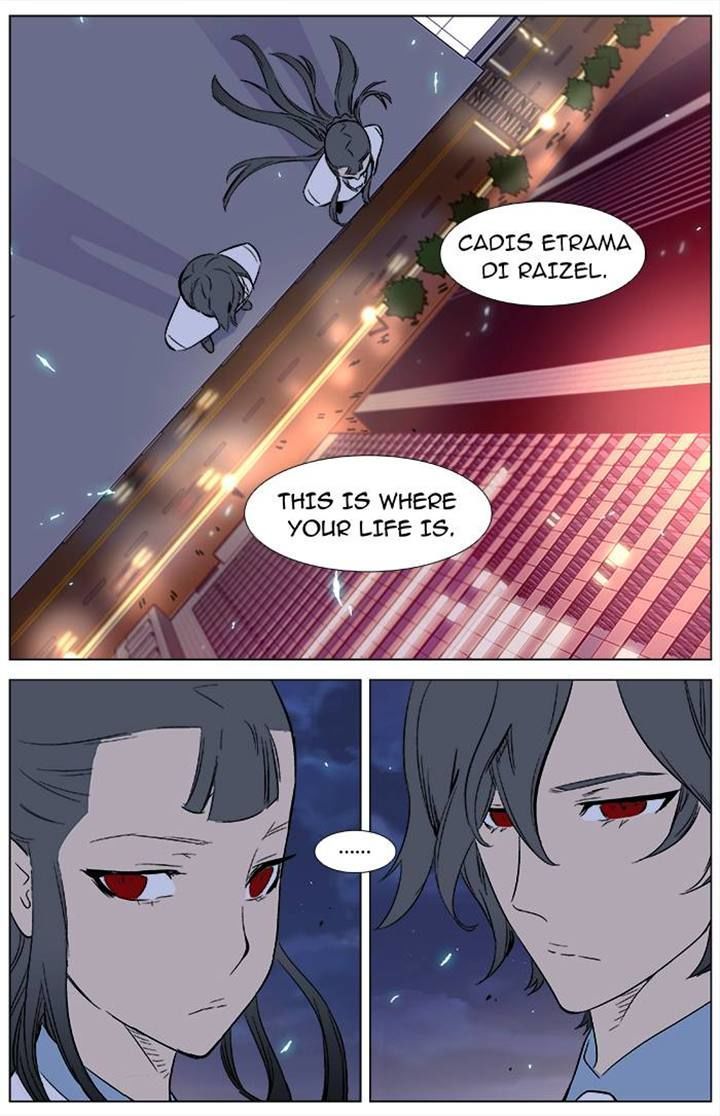 CADIS ETRAMA
DI RAIZEL.
THIS IS WHERE
YOUR LIFE IS.
......